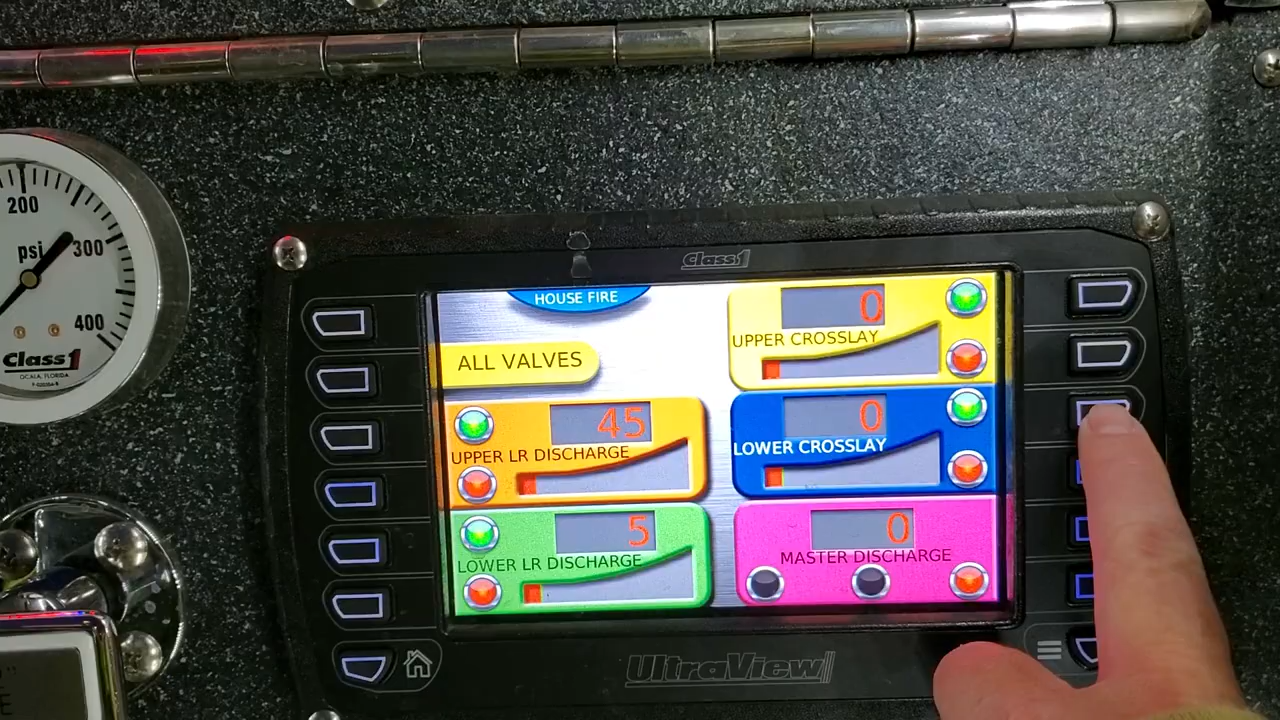 200
psi
300
400
Class1
OCALA, FLORIDA
Class1
HOUSE FIRE
ALL VALVES
45
UPPER LR DISCHARGE
5
LOWER LR DISCHARGE
0
UPPER CROSSLAY
0
LOWER CROSSLAY
0
MASTER DISCHARGE
UltraView
E